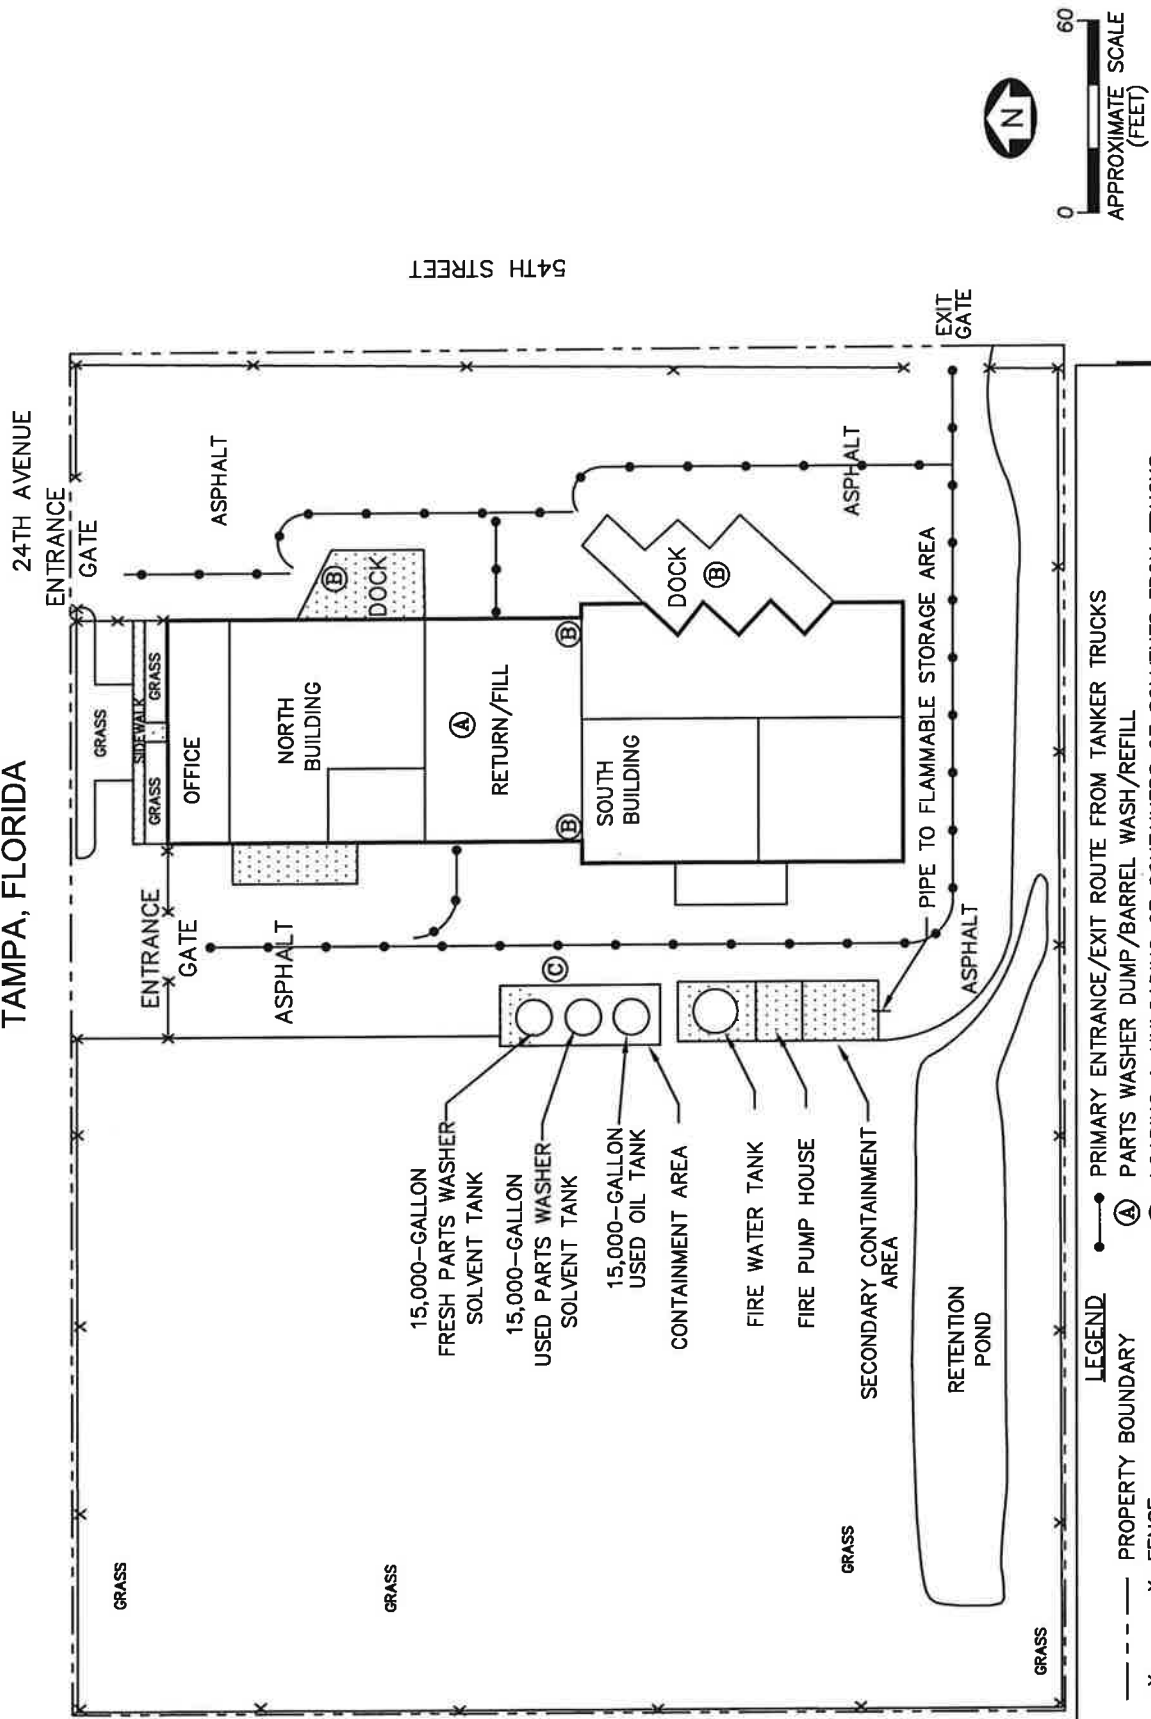 TAMPA, FLORIDA
24TH AVENUE
ENTRANCE
GATE
ENTRANCE
GATE
54TH STREET
GRASS
SIDEWALK
GRASS
GRASS
OFFICE
NORTH
BUILDING
ASPHALT
ASPHALT
B
DOCK
A
RETURN/FILL
B
B
SOUTH
BUILDING
DOCK
B
ASPHALT
C
15,000-GALLON
FRESH PARTS WASHER
SOLVENT TANK
15,000-GALLON
USED PARTS WASHER
SOLVENT TANK
15,000-GALLON
USED OIL TANK
CONTAINMENT AREA
FIRE WATER TANK
FIRE PUMP HOUSE
SECONDARY CONTAINMENT
AREA
PIPE TO FLAMMABLE STORAGE AREA
ASPHALT
EXIT
GATE
RETENTION
POND
GRASS
GRASS
GRASS
GRASS
N
0 60
APPROXIMATE SCALE
(FEET)
LEGEND
PROPERTY BOUNDARY
X X FENCE
PRIMARY ENTRANCE/EXIT ROUTE FROM TANKER TRUCKS
A PARTS WASHER DUMP/BARREL WASH/REFILL